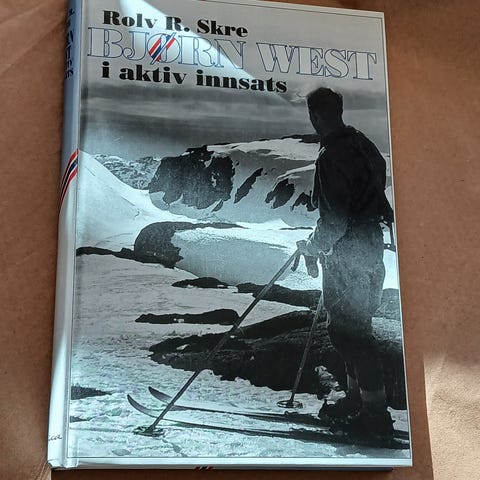 Rolv R. Skre
BJØRN WEST
i aktiv innsats